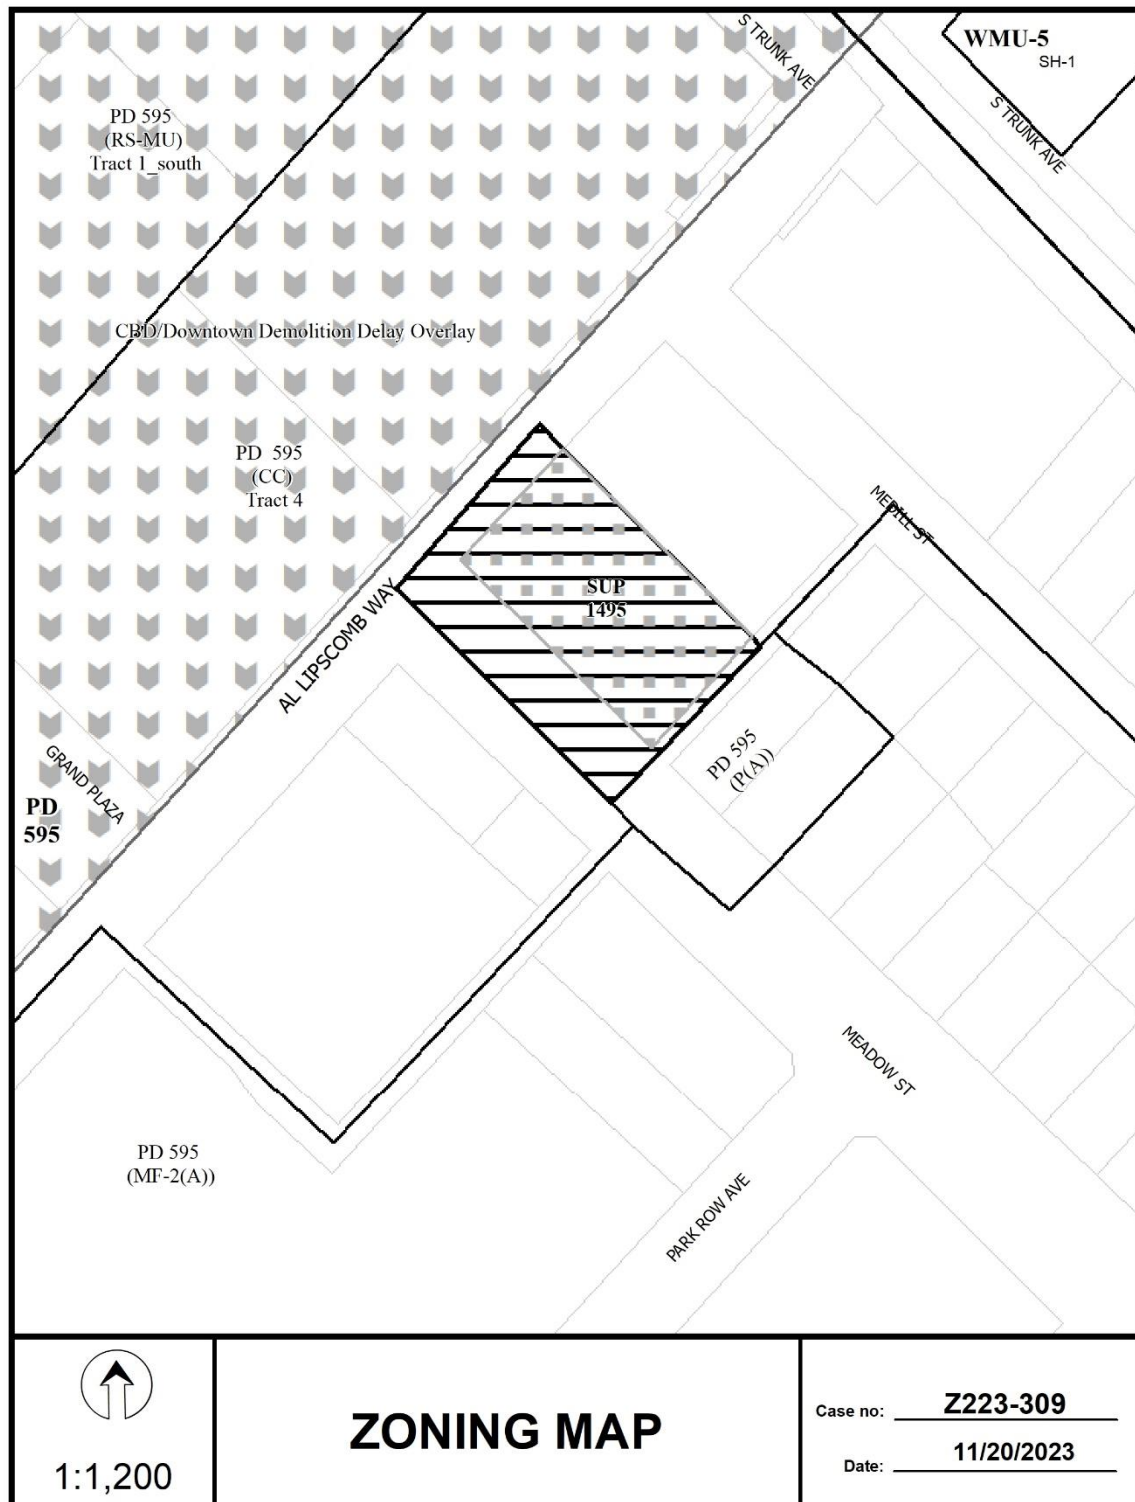 S TRUNK AVE
WMU-5
SH-1
S TRUNK AVE
PD 595
(RS-MU)
Tract 1_south
CBD/Downtown Demolition Delay Overlay
PD 595
(CC)
Tract 4
MEDILL ST
SUP
1495
AL LIPSCOMB WAY
PD 595
(P(A))
GRAND PLAZA
PD
595
MEADOW ST
PD 595
(MF-2(A))
PARK ROW AVE
1:1,200
ZONING MAP
Case no: Z223-309
Date: 11/20/2023